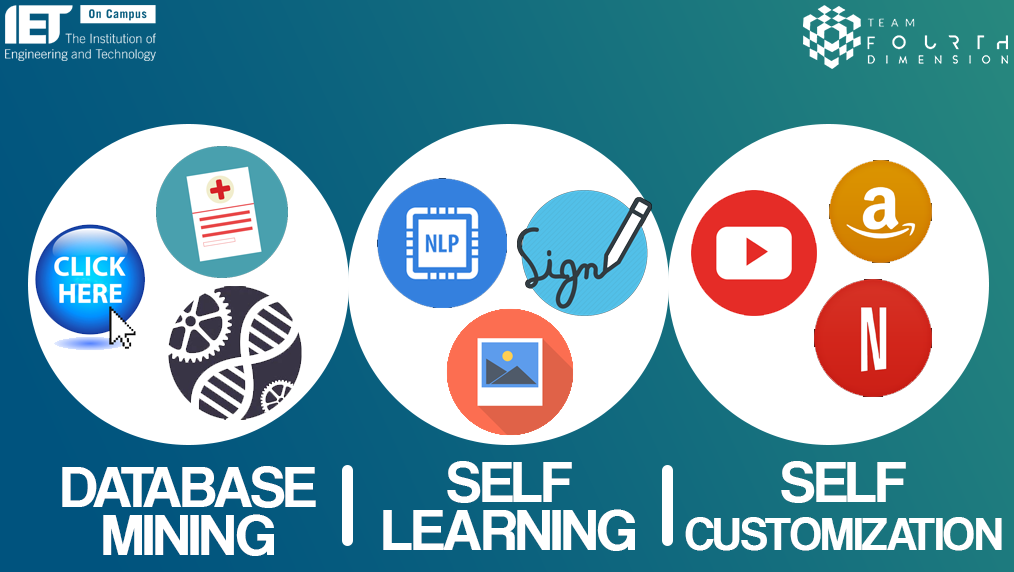 IET On Campus
The Institution of
Engineering and Technology
TEAM
FOURTH
DIMENSION
CLICK
HERE
NLP
Sign
a
N
DATABASE
MINING
SELF
LEARNING
SELF
CUSTOMIZATION